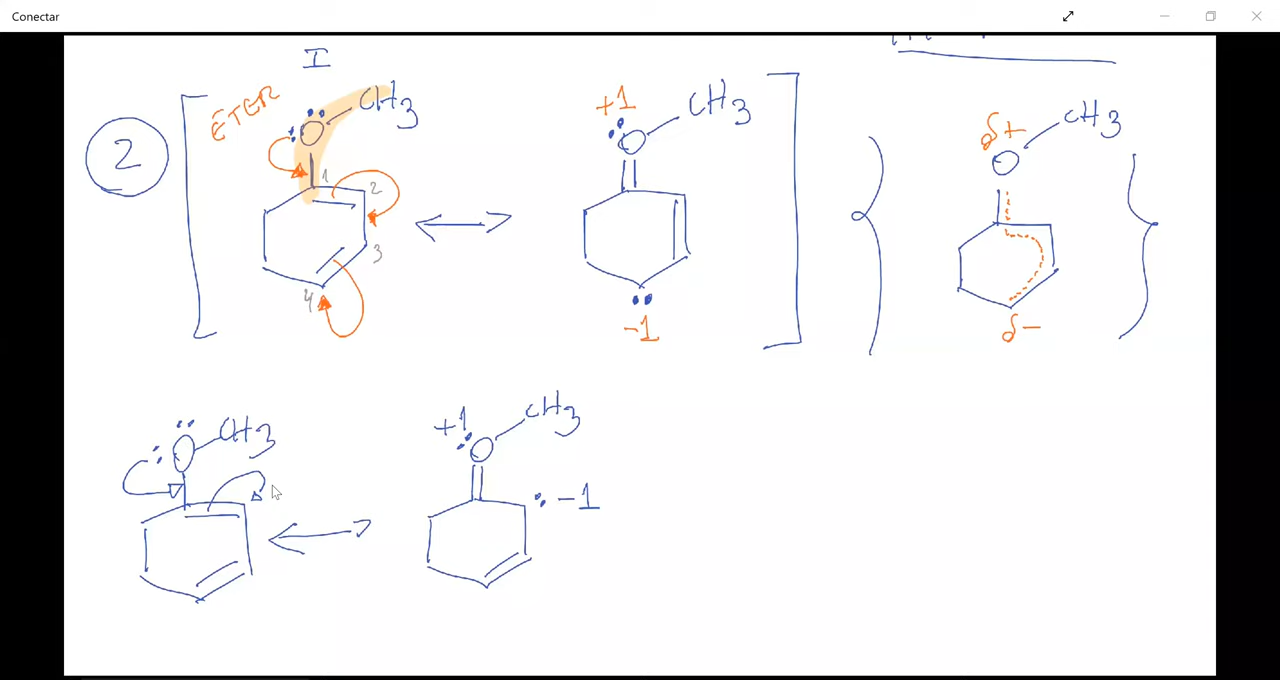 Conectar
I
2
ETER
CH3
O
1
2
3
4
+1
CH3
O
-1
δ+
CH3
O
δ-
CH3
O
+1
CH3
O
-1